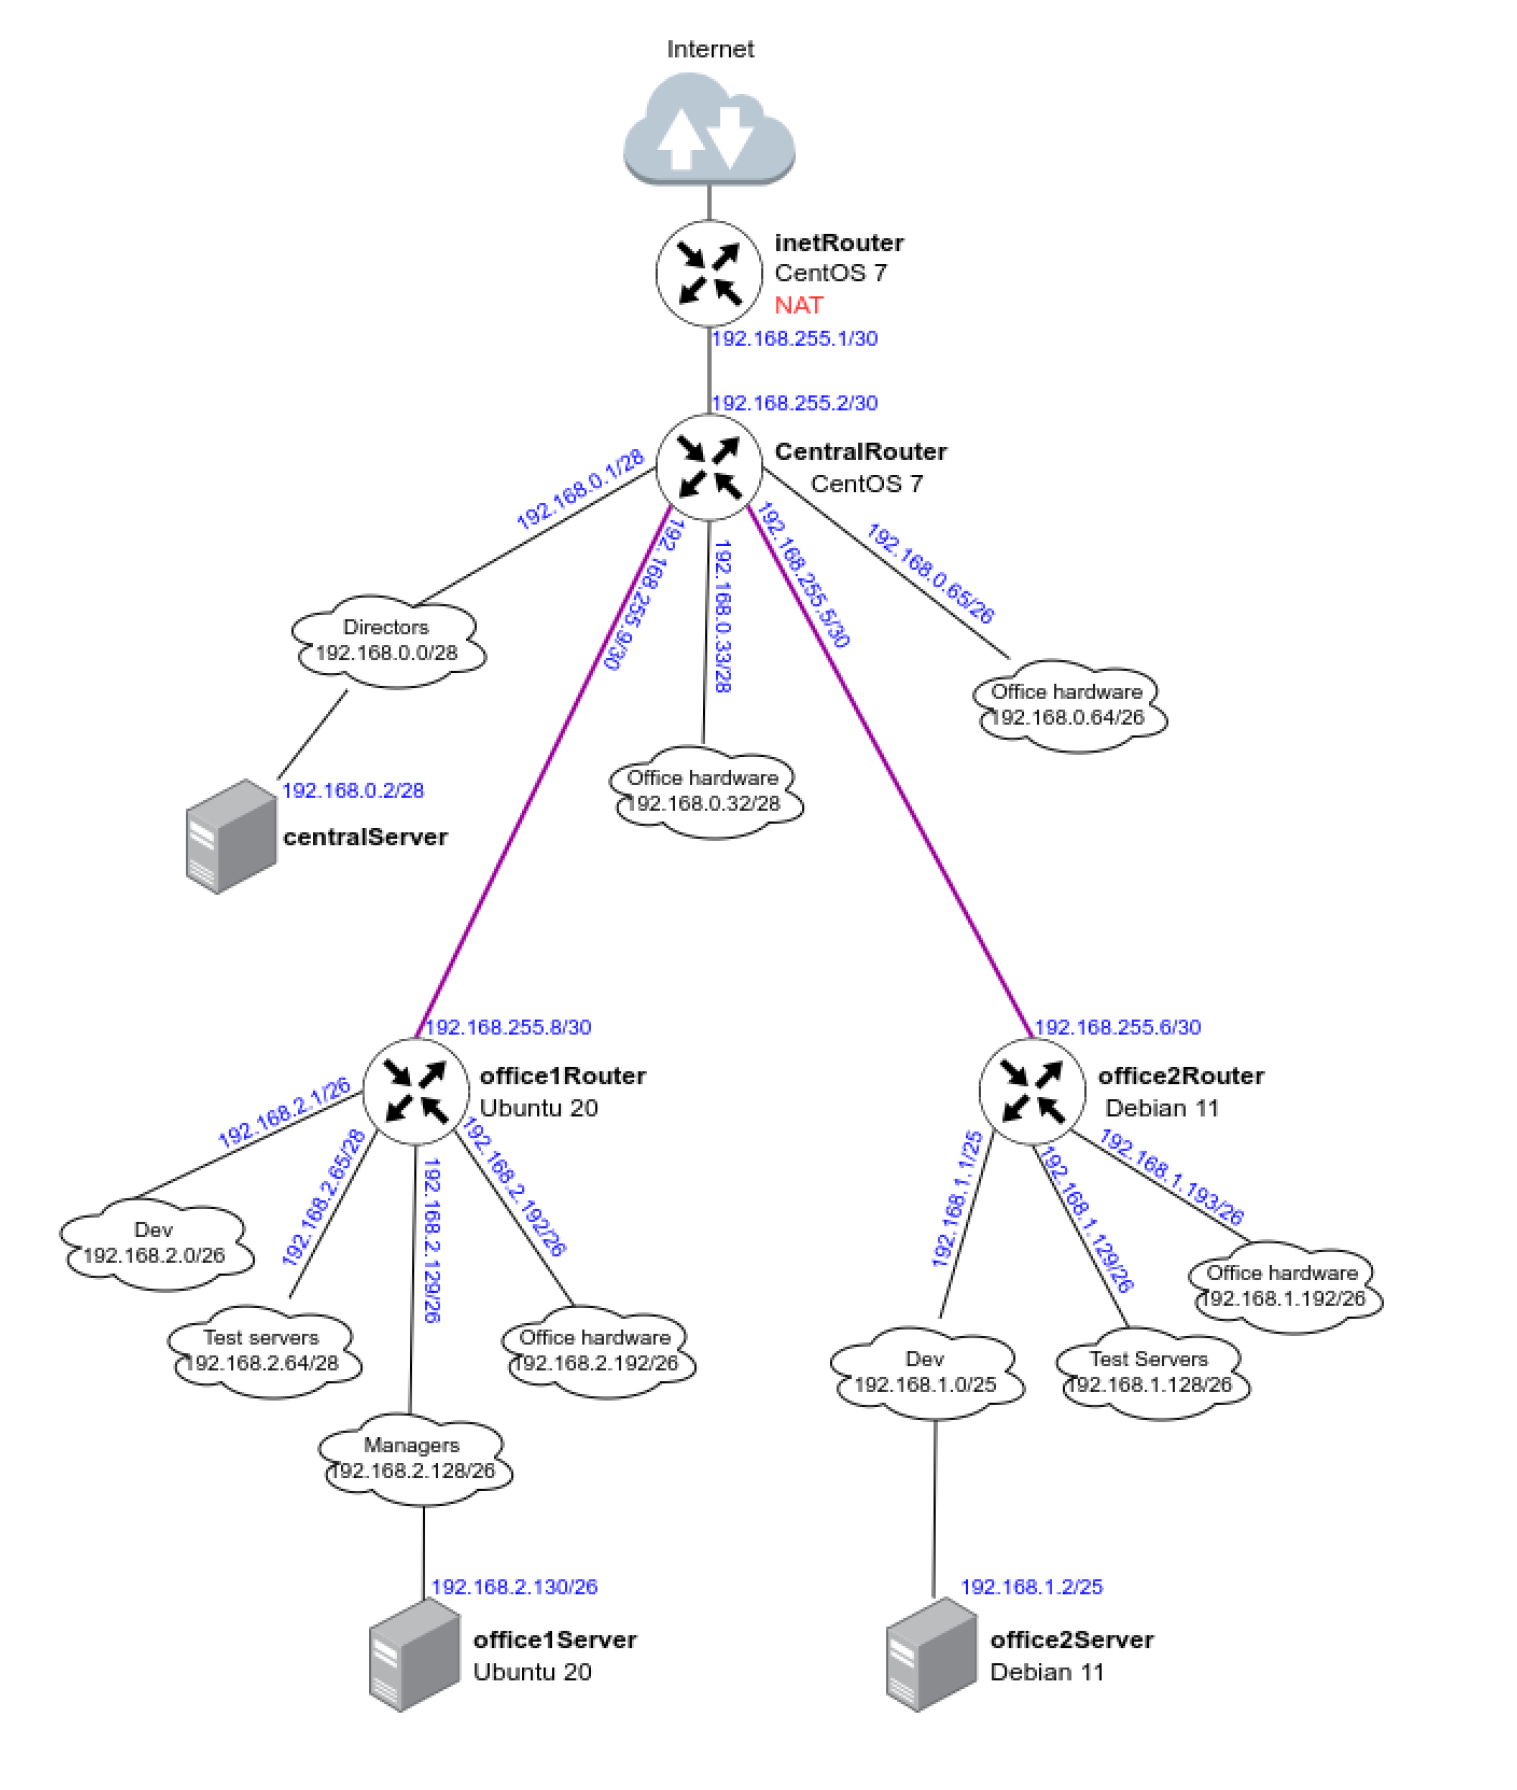 Internet
inetRouter
CentOS 7
NAT
192.168.255.1/30
192.168.255.2/30
CentralRouter
CentOS 7
192.168.0.1/28
192.168.255.9/30
192.168.0.33/28
192.168.255.5/30
192.168.0.65/26
Directors
192.168.0.0/28
Office hardware
192.168.0.64/26
Office hardware
192.168.0.32/28
192.168.0.2/28
centralServer
192.168.255.8/30
office1Router
Ubuntu 20
192.168.2.1/26
192.168.2.65/28
192.168.2.129/26
192.168.2.192/26
Dev
192.168.2.0/26
Test servers
192.168.2.64/28
Office hardware
192.168.2.192/26
Managers
192.168.2.128/26
192.168.2.130/26
office1Server
Ubuntu 20
192.168.255.6/30
office2Router
Debian 11
192.168.1.1/25
192.168.1.129/26
192.168.1.193/26
Office hardware
192.168.1.192/26
Dev
192.168.1.0/25
Test Servers
192.168.1.128/26
192.168.1.2/25
office2Server
Debian 11